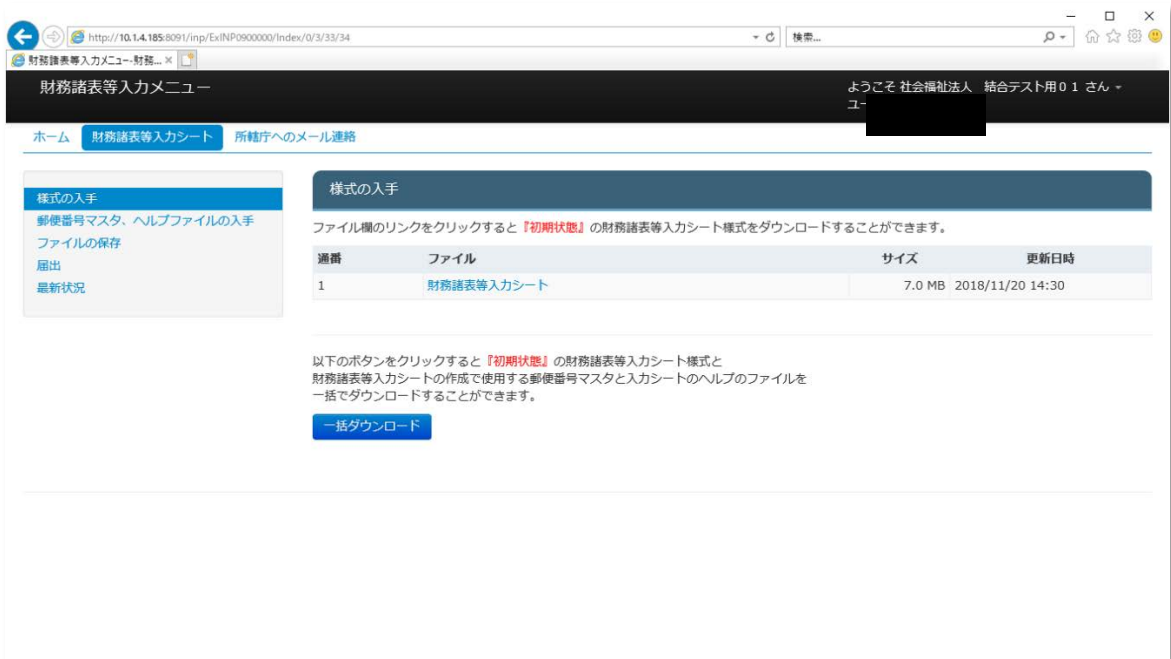 http://10.1.4.185:8091/inp/ExINP0900000/Index/0/3/33/34
検索...
財務諸表等入力メニュー-財務...
財務諸表等入力メニュー
ようこそ 社会福祉法人 結合テスト用０１ さん
ユー
ホーム 財務諸表等入力シート 所轄庁へのメール連絡
様式の入手
郵便番号マスタ、ヘルプファイルの入手
ファイルの保存
届出
最新状況
様式の入手
ファイル欄のリンクをクリックすると『初期状態』の財務諸表等入力シート様式をダウンロードすることができます。
通番 ファイル サイズ 更新日時
1 財務諸表等入力シート 7.0 MB 2018/11/20 14:30
以下のボタンをクリックすると『初期状態』の財務諸表等入力シート様式と
財務諸表等入力シートの作成で使用する郵便番号マスタと入力シートのヘルプのファイルを
一括でダウンロードすることができます。
一括ダウンロード